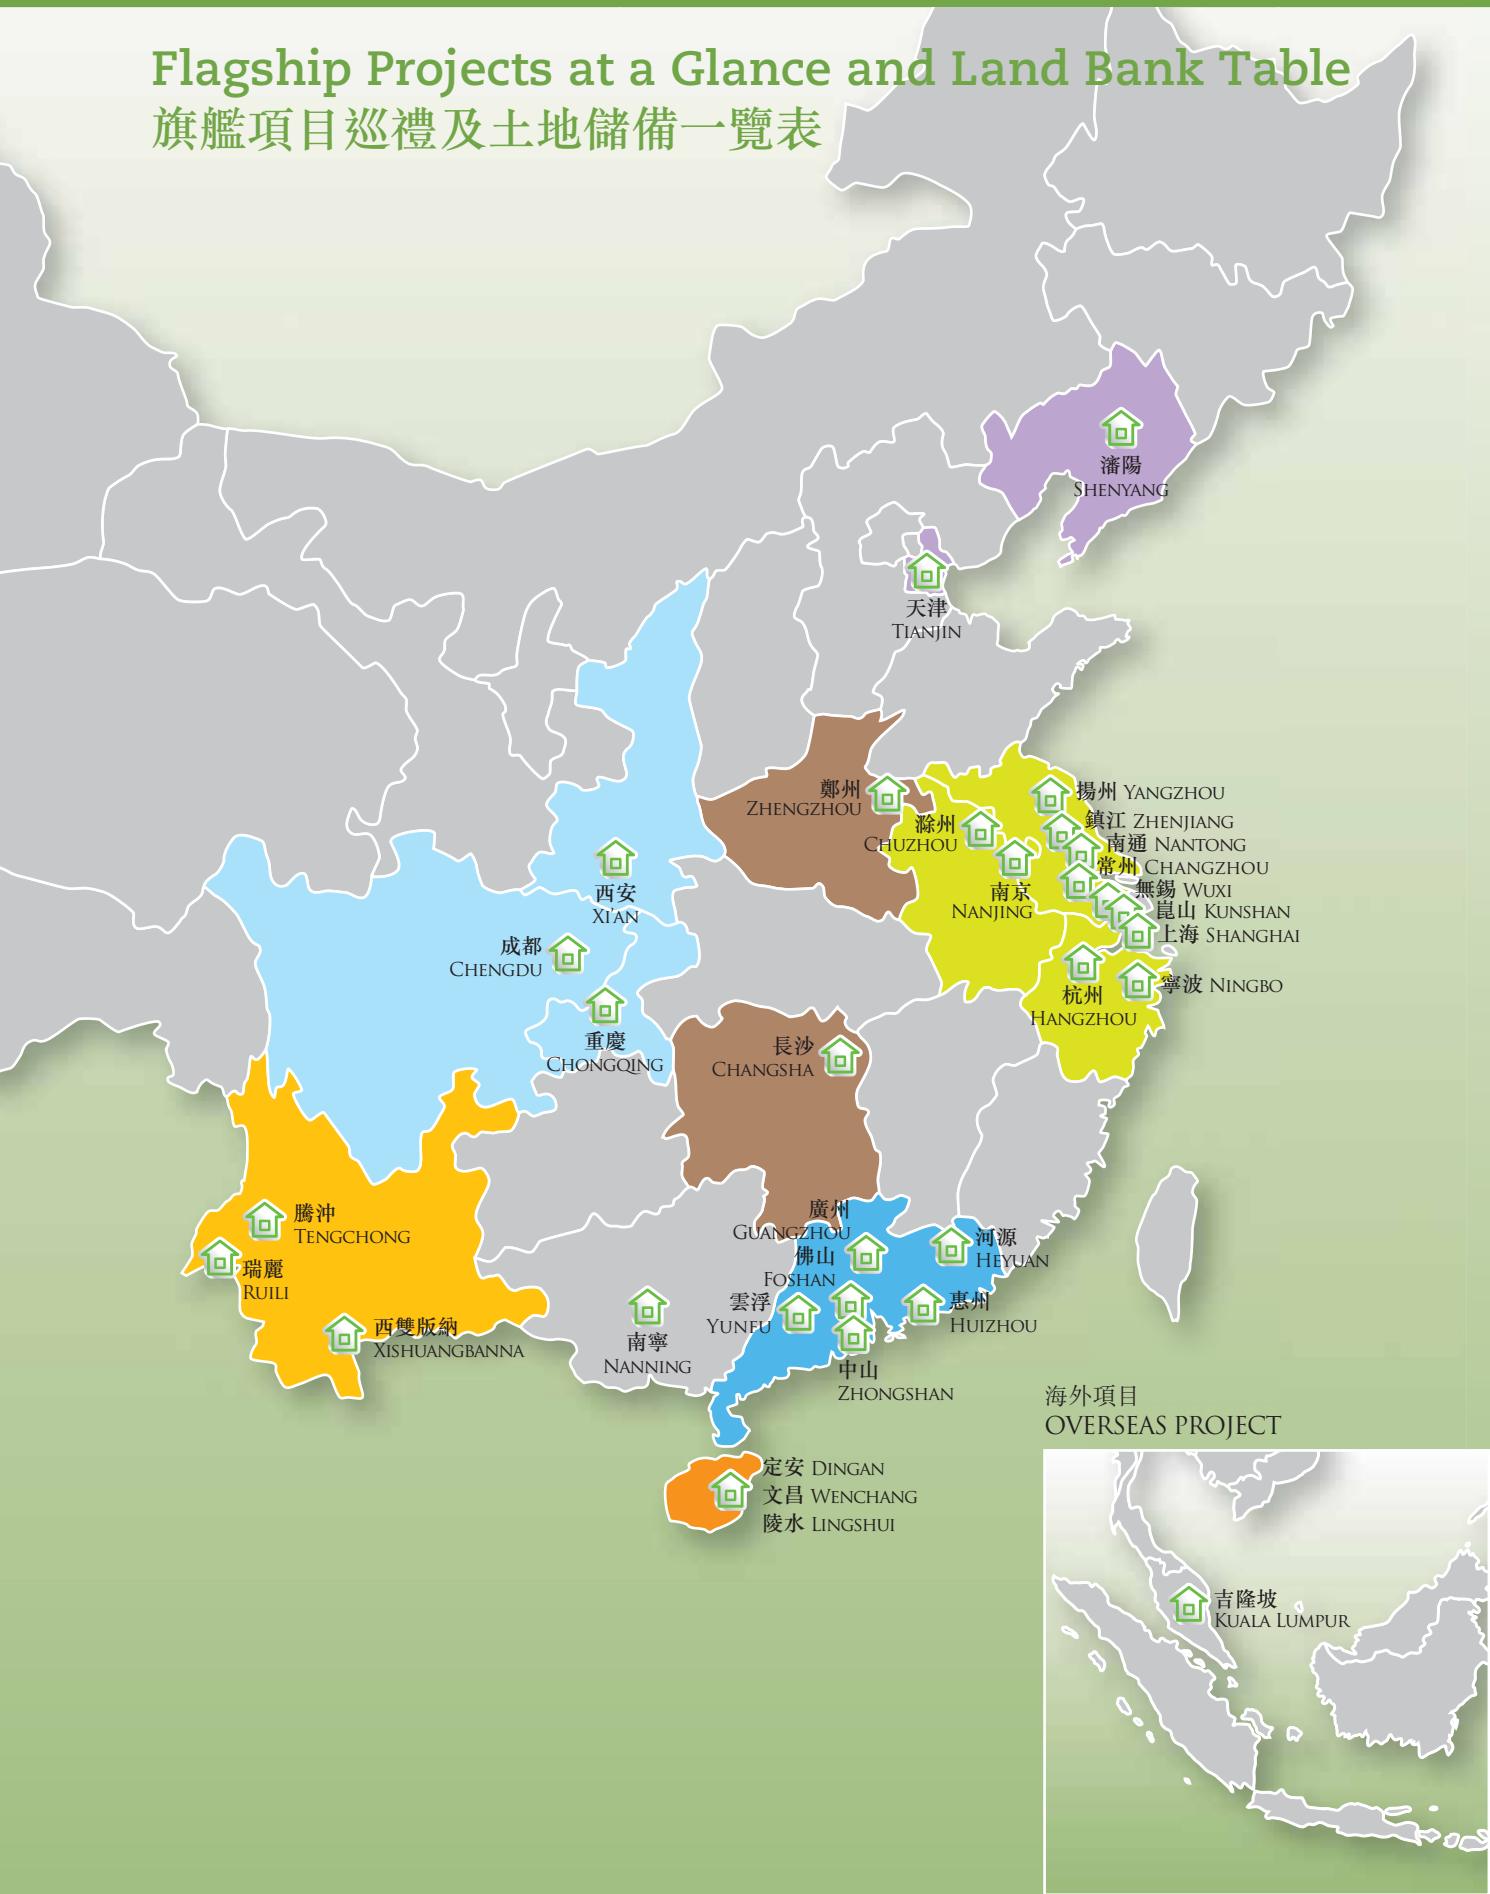 Flagship Projects at a Glance and Land Bank Table
旗艦項目巡禮及土地儲備一覽表
瀋陽
SHENYANG
天津
TIANJIN
鄭州
ZHENGZHOU
滁州
CHUZHOU
南京
NANJING
揚州 YANGZHOU
鎮江 ZHENJIANG
南通 NANTONG
常州 CHANGZHOU
無錫 WUXI
崑山 KUNSHAN
上海 SHANGHAI
寧波 NINGBO
杭州
HANGZHOU
西安
XI'AN
成都
CHENGDU
重慶
CHONGQING
長沙
CHANGSHA
騰沖
TENGCHONG
瑞麗
RUILI
西雙版納
XISHUANGBANNA
南寧
NANNING
廣州
GUANGZHOU
佛山
FOSHAN
雲浮
YUNFU
河源
HEYUAN
惠州
HUIZHOU
中山
ZHONGSHAN
定安 DINGAN
文昌 WENCHANG
陵水 LINGSHUI
海外項目
OVERSEAS PROJECT
吉隆坡
KUALA LUMPUR